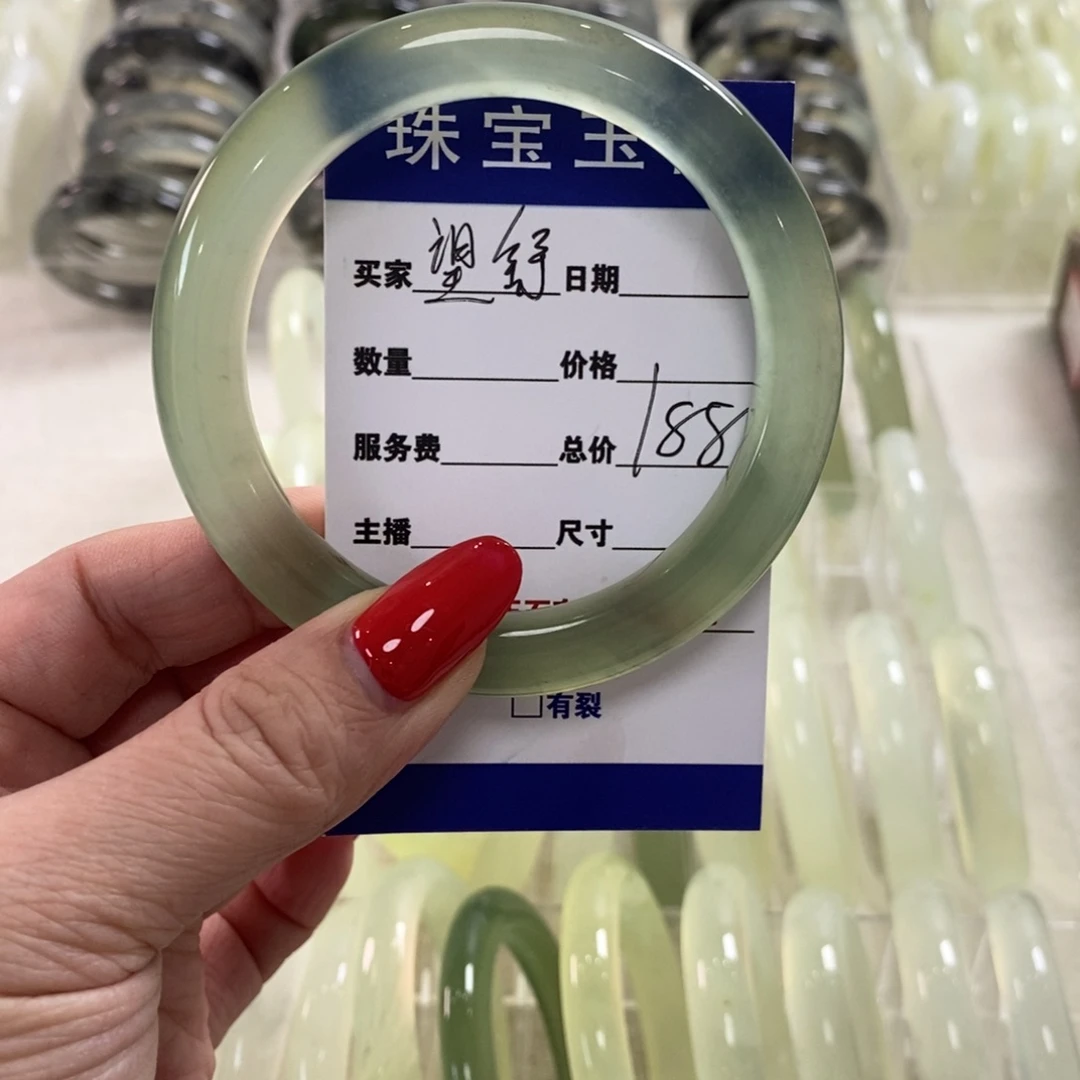 珠宝玉
买家 望舒 日期
数量 价格
服务费 总价 188
主播 尺寸
□有裂